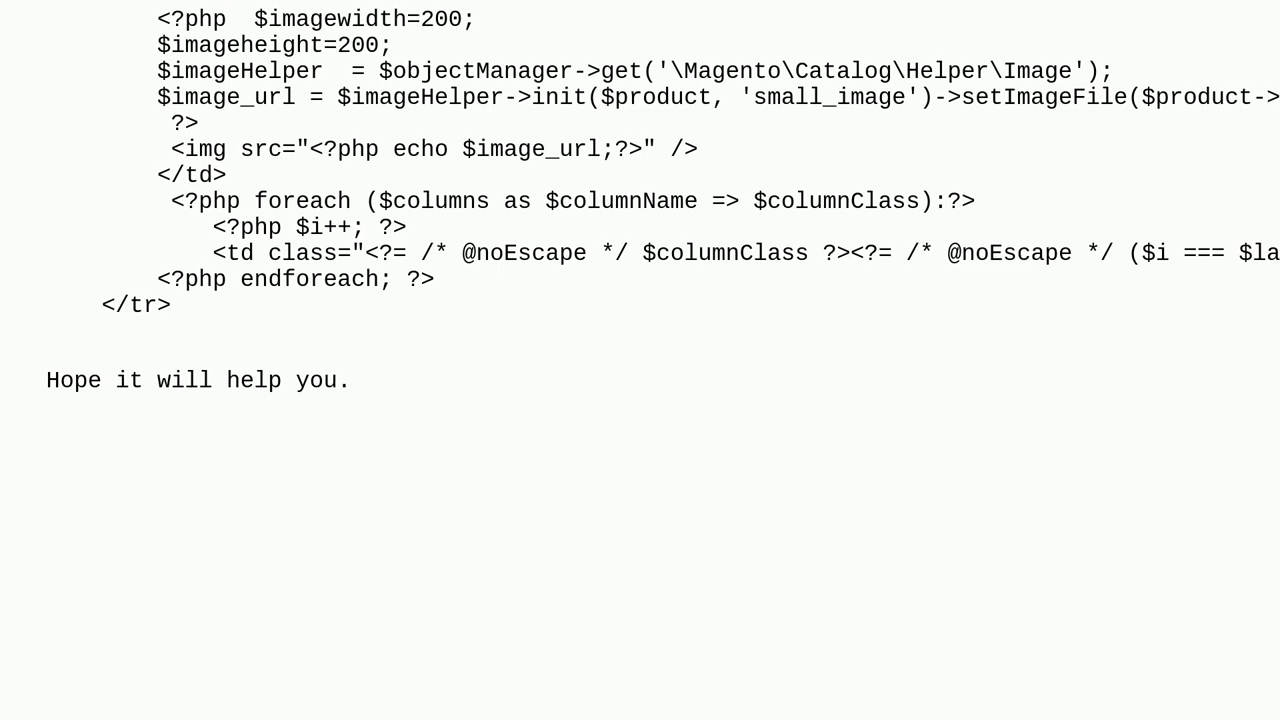 <?php  $imagewidth=200;
$imageheight=200;
$imageHelper  = $objectManager->get('\Magento\Catalog\Helper\Image');
$image_url = $imageHelper->init($product, 'small_image')->setImageFile($product->
?>
<img src="<?php echo $image_url;?>" />
</td>
<?php foreach ($columns as $columnName => $columnClass):?>
<?php $i++; ?>
<td class="<?= /* @noEscape */ $columnClass ?><?= /* @noEscape */ ($i === $la
<?php endforeach; ?>
</tr>
Hope it will help you.